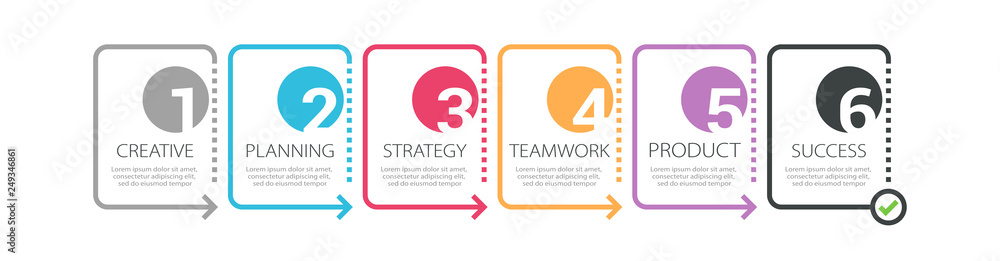 1
CREATIVE
Lorem ipsum dolor sit amet,
consectetur adipiscing elit,
sed do eiusmod tempor
2
PLANNING
Lorem ipsum dolor sit amet,
consectetur adipiscing elit,
sed do eiusmod tempor
3
STRATEGY
Lorem ipsum dolor sit amet,
consectetur adipiscing elit,
sed do eiusmod tempor
4
TEAMWORK
Lorem ipsum dolor sit amet,
consectetur adipiscing elit,
sed do eiusmod tempor
5
PRODUCT
Lorem ipsum dolor sit amet,
consectetur adipiscing elit,
sed do eiusmod tempor
6
SUCCESS
Lorem ipsum dolor sit amet,
consectetur adipiscing elit,
sed do eiusmod tempor
Adobe Stock | #249346861
Adobe Stock